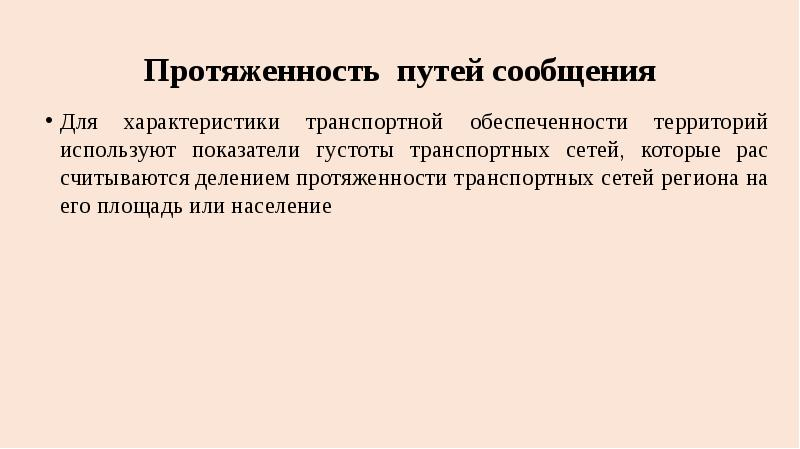 Протяженность путей сообщения
• Для характеристики транспортной обеспеченности территорий
используют показатели густоты транспортных сетей, которые рас
считываются делением протяженности транспортных сетей региона на
его площадь или население